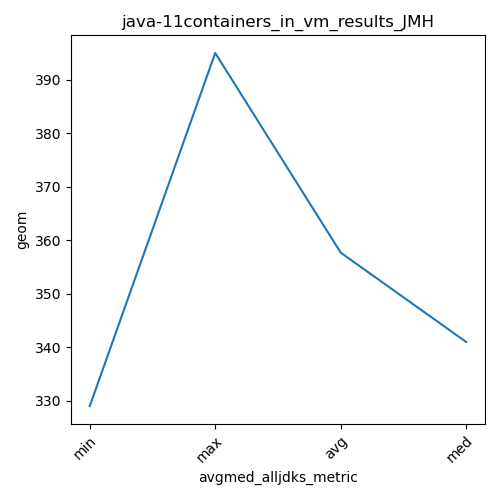 java-11containers_in_vm_results_JMH
geom
390
380
370
360
350
340
330
min
max
avg
med
avgmed_alljdks_metric